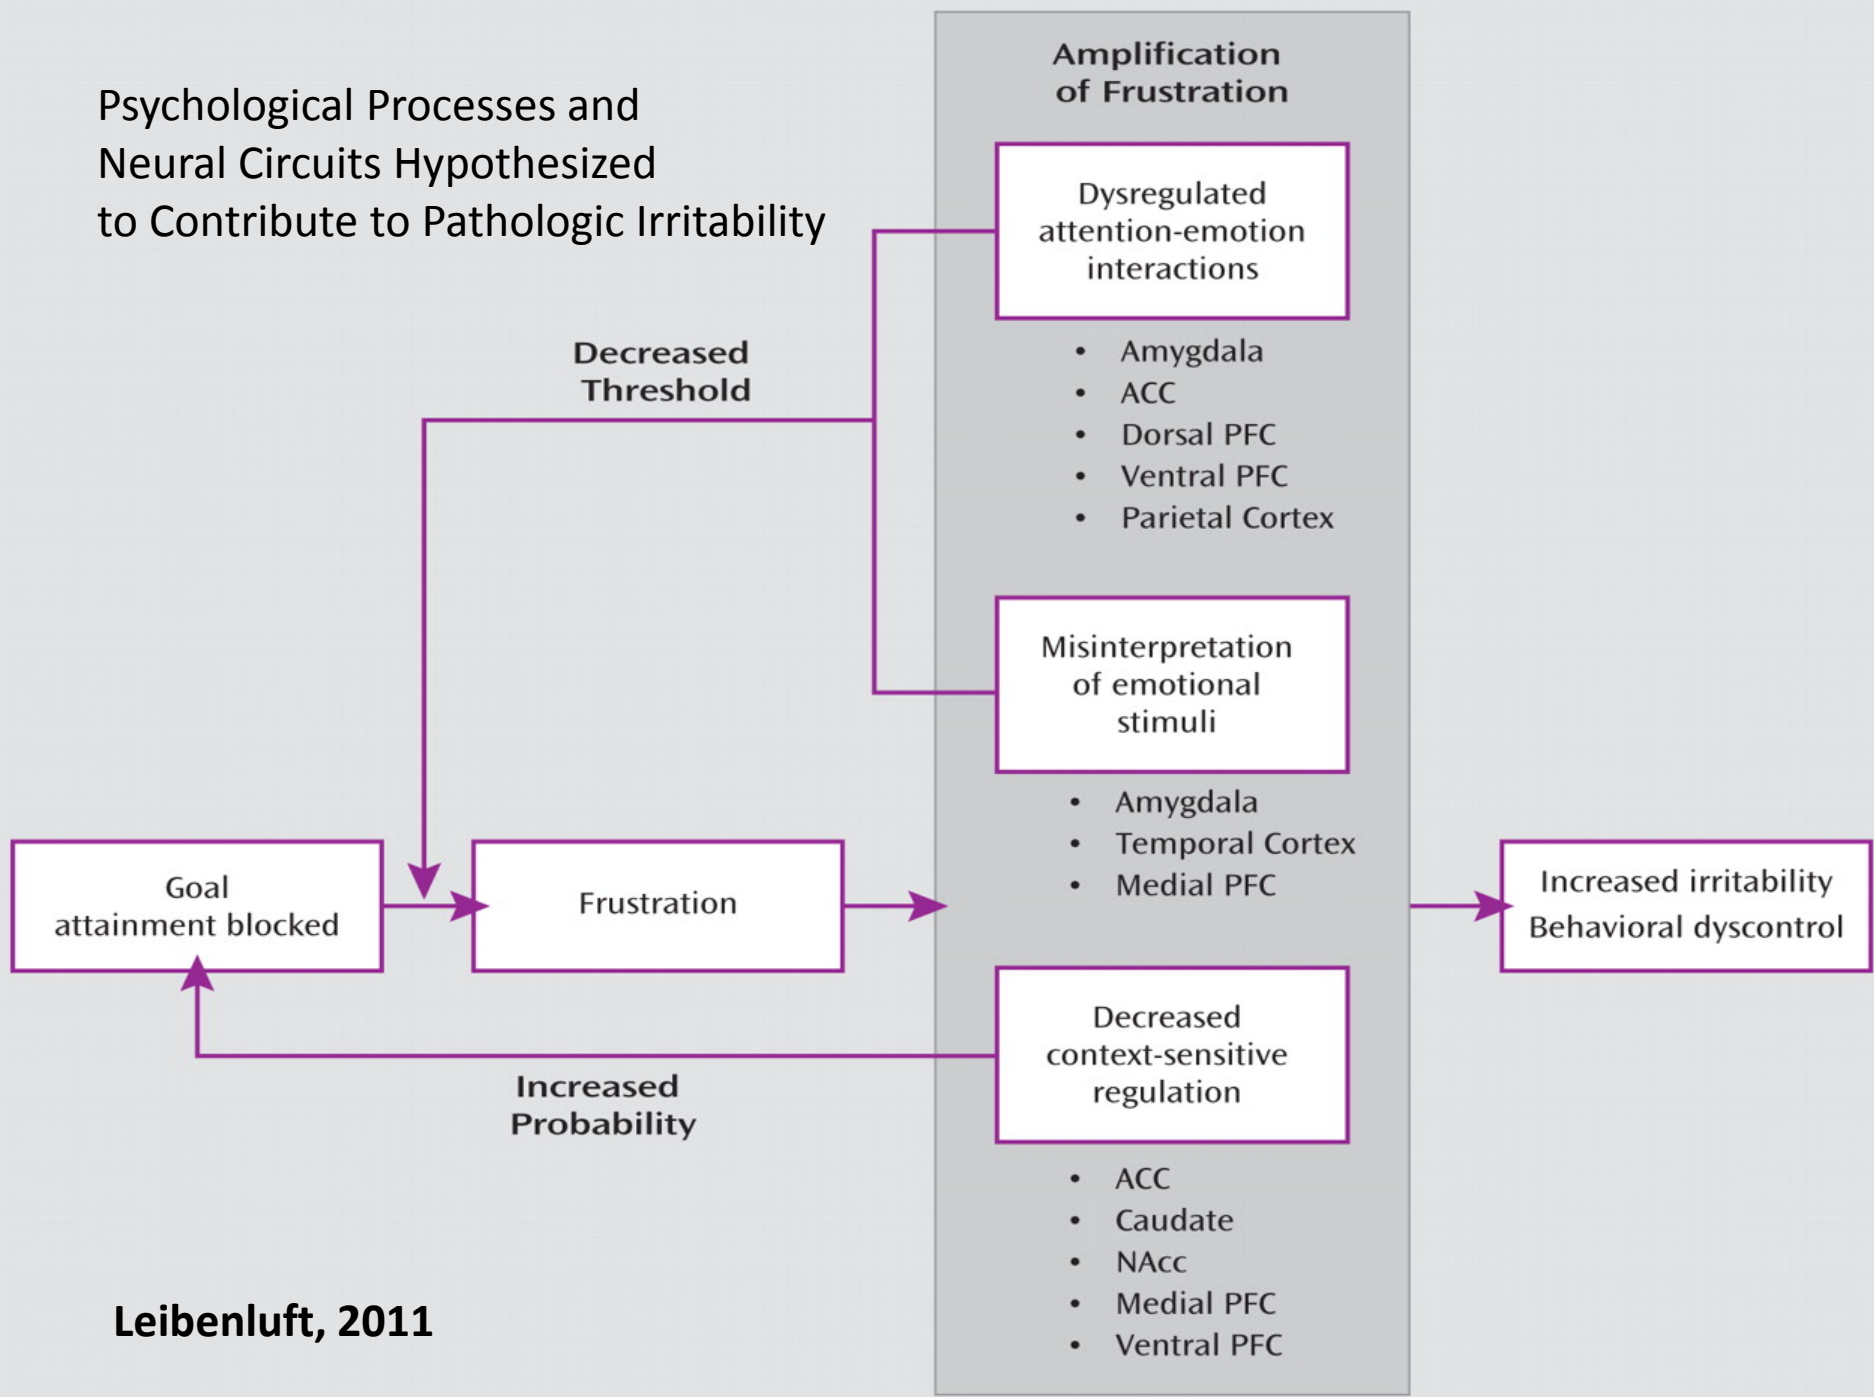 Psychological Processes and
Neural Circuits Hypothesized
to Contribute to Pathologic Irritability
Amplification
of Frustration
Dysregulated
attention-emotion
interactions
• Amygdala
• ACC
• Dorsal PFC
• Ventral PFC
• Parietal Cortex
Decreased
Threshold
Misinterpretation
of emotional
stimuli
• Amygdala
• Temporal Cortex
• Medial PFC
Goal
attainment blocked
Frustration
Increased irritability
Behavioral dyscontrol
Decreased
context-sensitive
regulation
Increased
Probability
• ACC
• Caudate
• NAcc
• Medial PFC
• Ventral PFC
Leibenluft, 2011